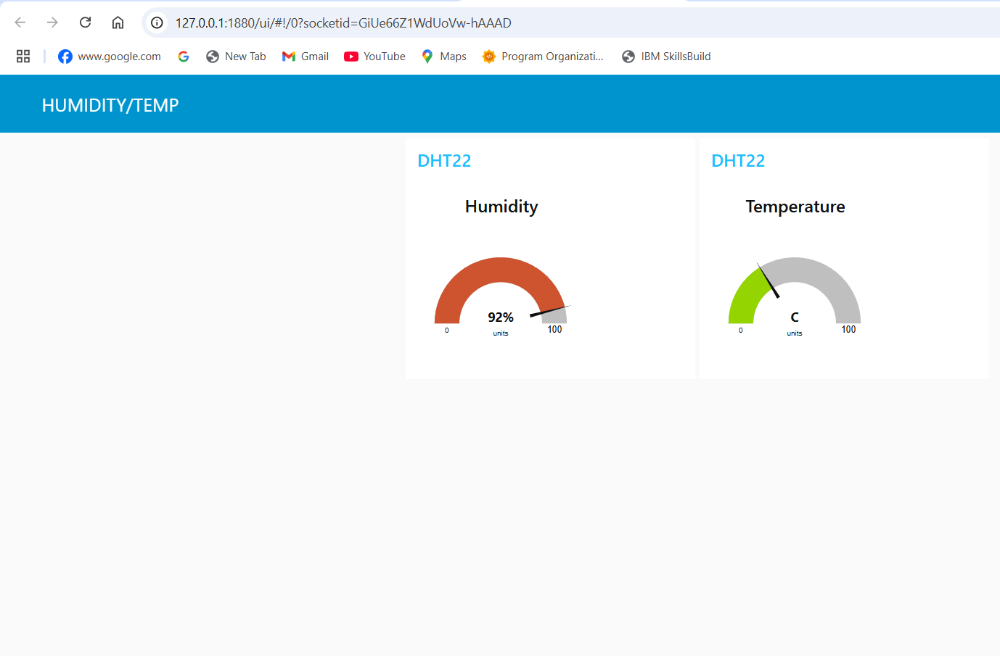 127.0.0.1:1880/ui/#!/0?socketid=GiUe66Z1WdUoVw-hAAAD
www.google.com New Tab Gmail YouTube Maps Program Organizati... IBM SkillsBuild
HUMIDITY/TEMP
DHT22
Humidity
92%
0 units 100
DHT22
Temperature
C
0 units 100